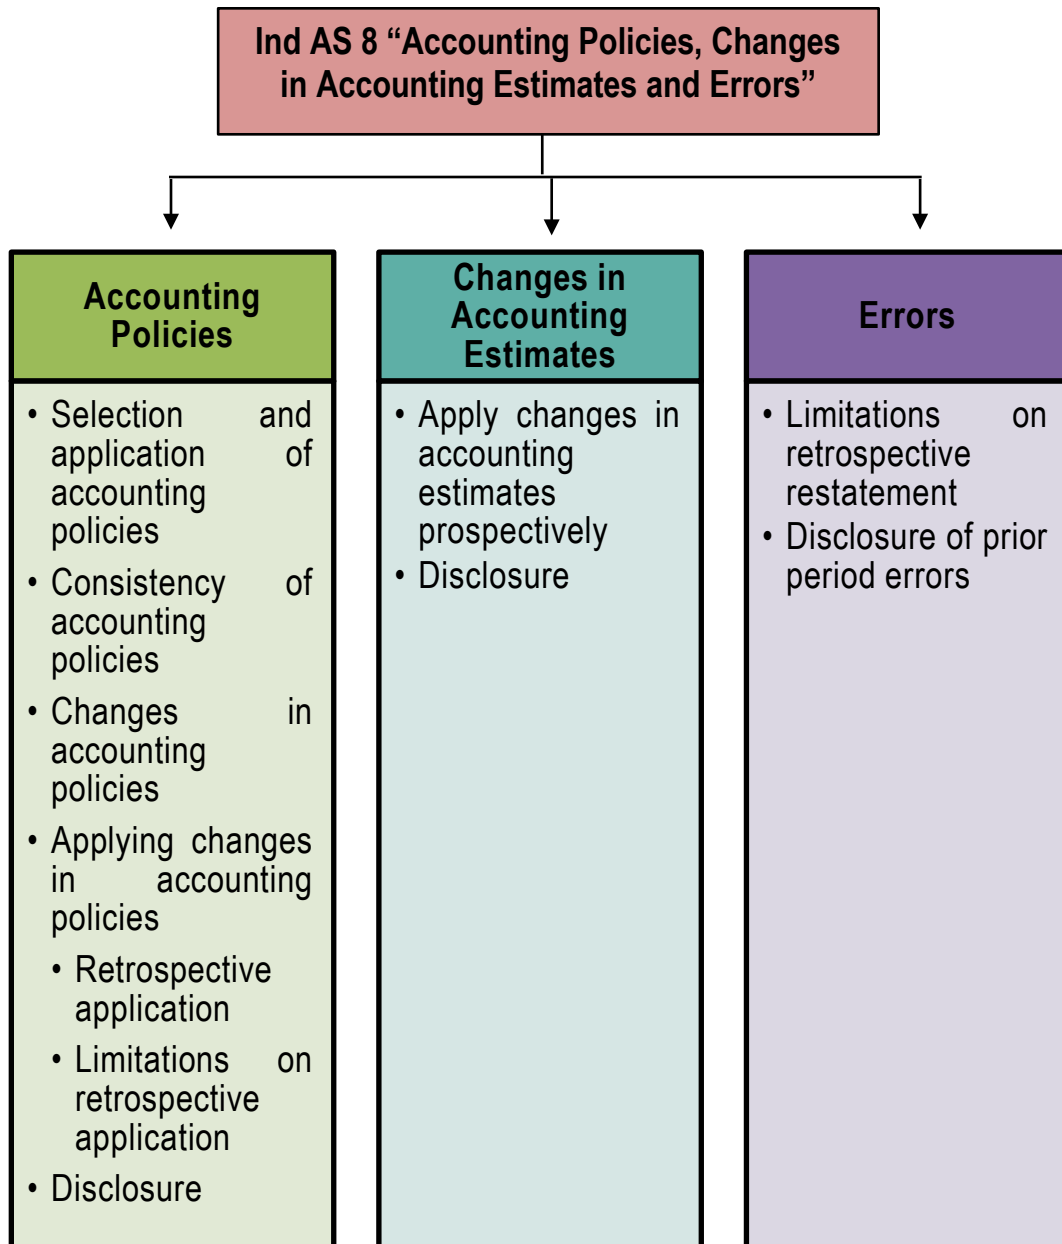 Ind AS 8 “Accounting Policies, Changes
in Accounting Estimates and Errors”
Accounting
Policies
• Selection and
application of
accounting
policies
• Consistency of
accounting
policies
• Changes in
accounting
policies
• Applying changes
in accounting
policies
• Retrospective
application
• Limitations on
retrospective
application
• Disclosure
Changes in
Accounting
Estimates
• Apply changes in
accounting
estimates
prospectively
• Disclosure
Errors
• Limitations on
retrospective
restatement
• Disclosure of prior
period errors